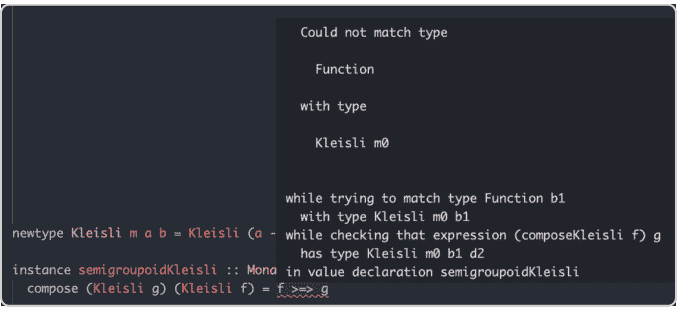 Could not match type
Function
with type
Kleisli m0
while trying to match type Function b1
with type Kleisli m0 b1
while checking that expression (composeKleisli f) g
has type Kleisli m0 b1 d2
in value declaration semigroupoidKleisli
newtype Kleisli m a b = Kleisli (a -
instance semigroupoidKleisli :: Mona
compose (Kleisli g) (Kleisli f) = f >=> g